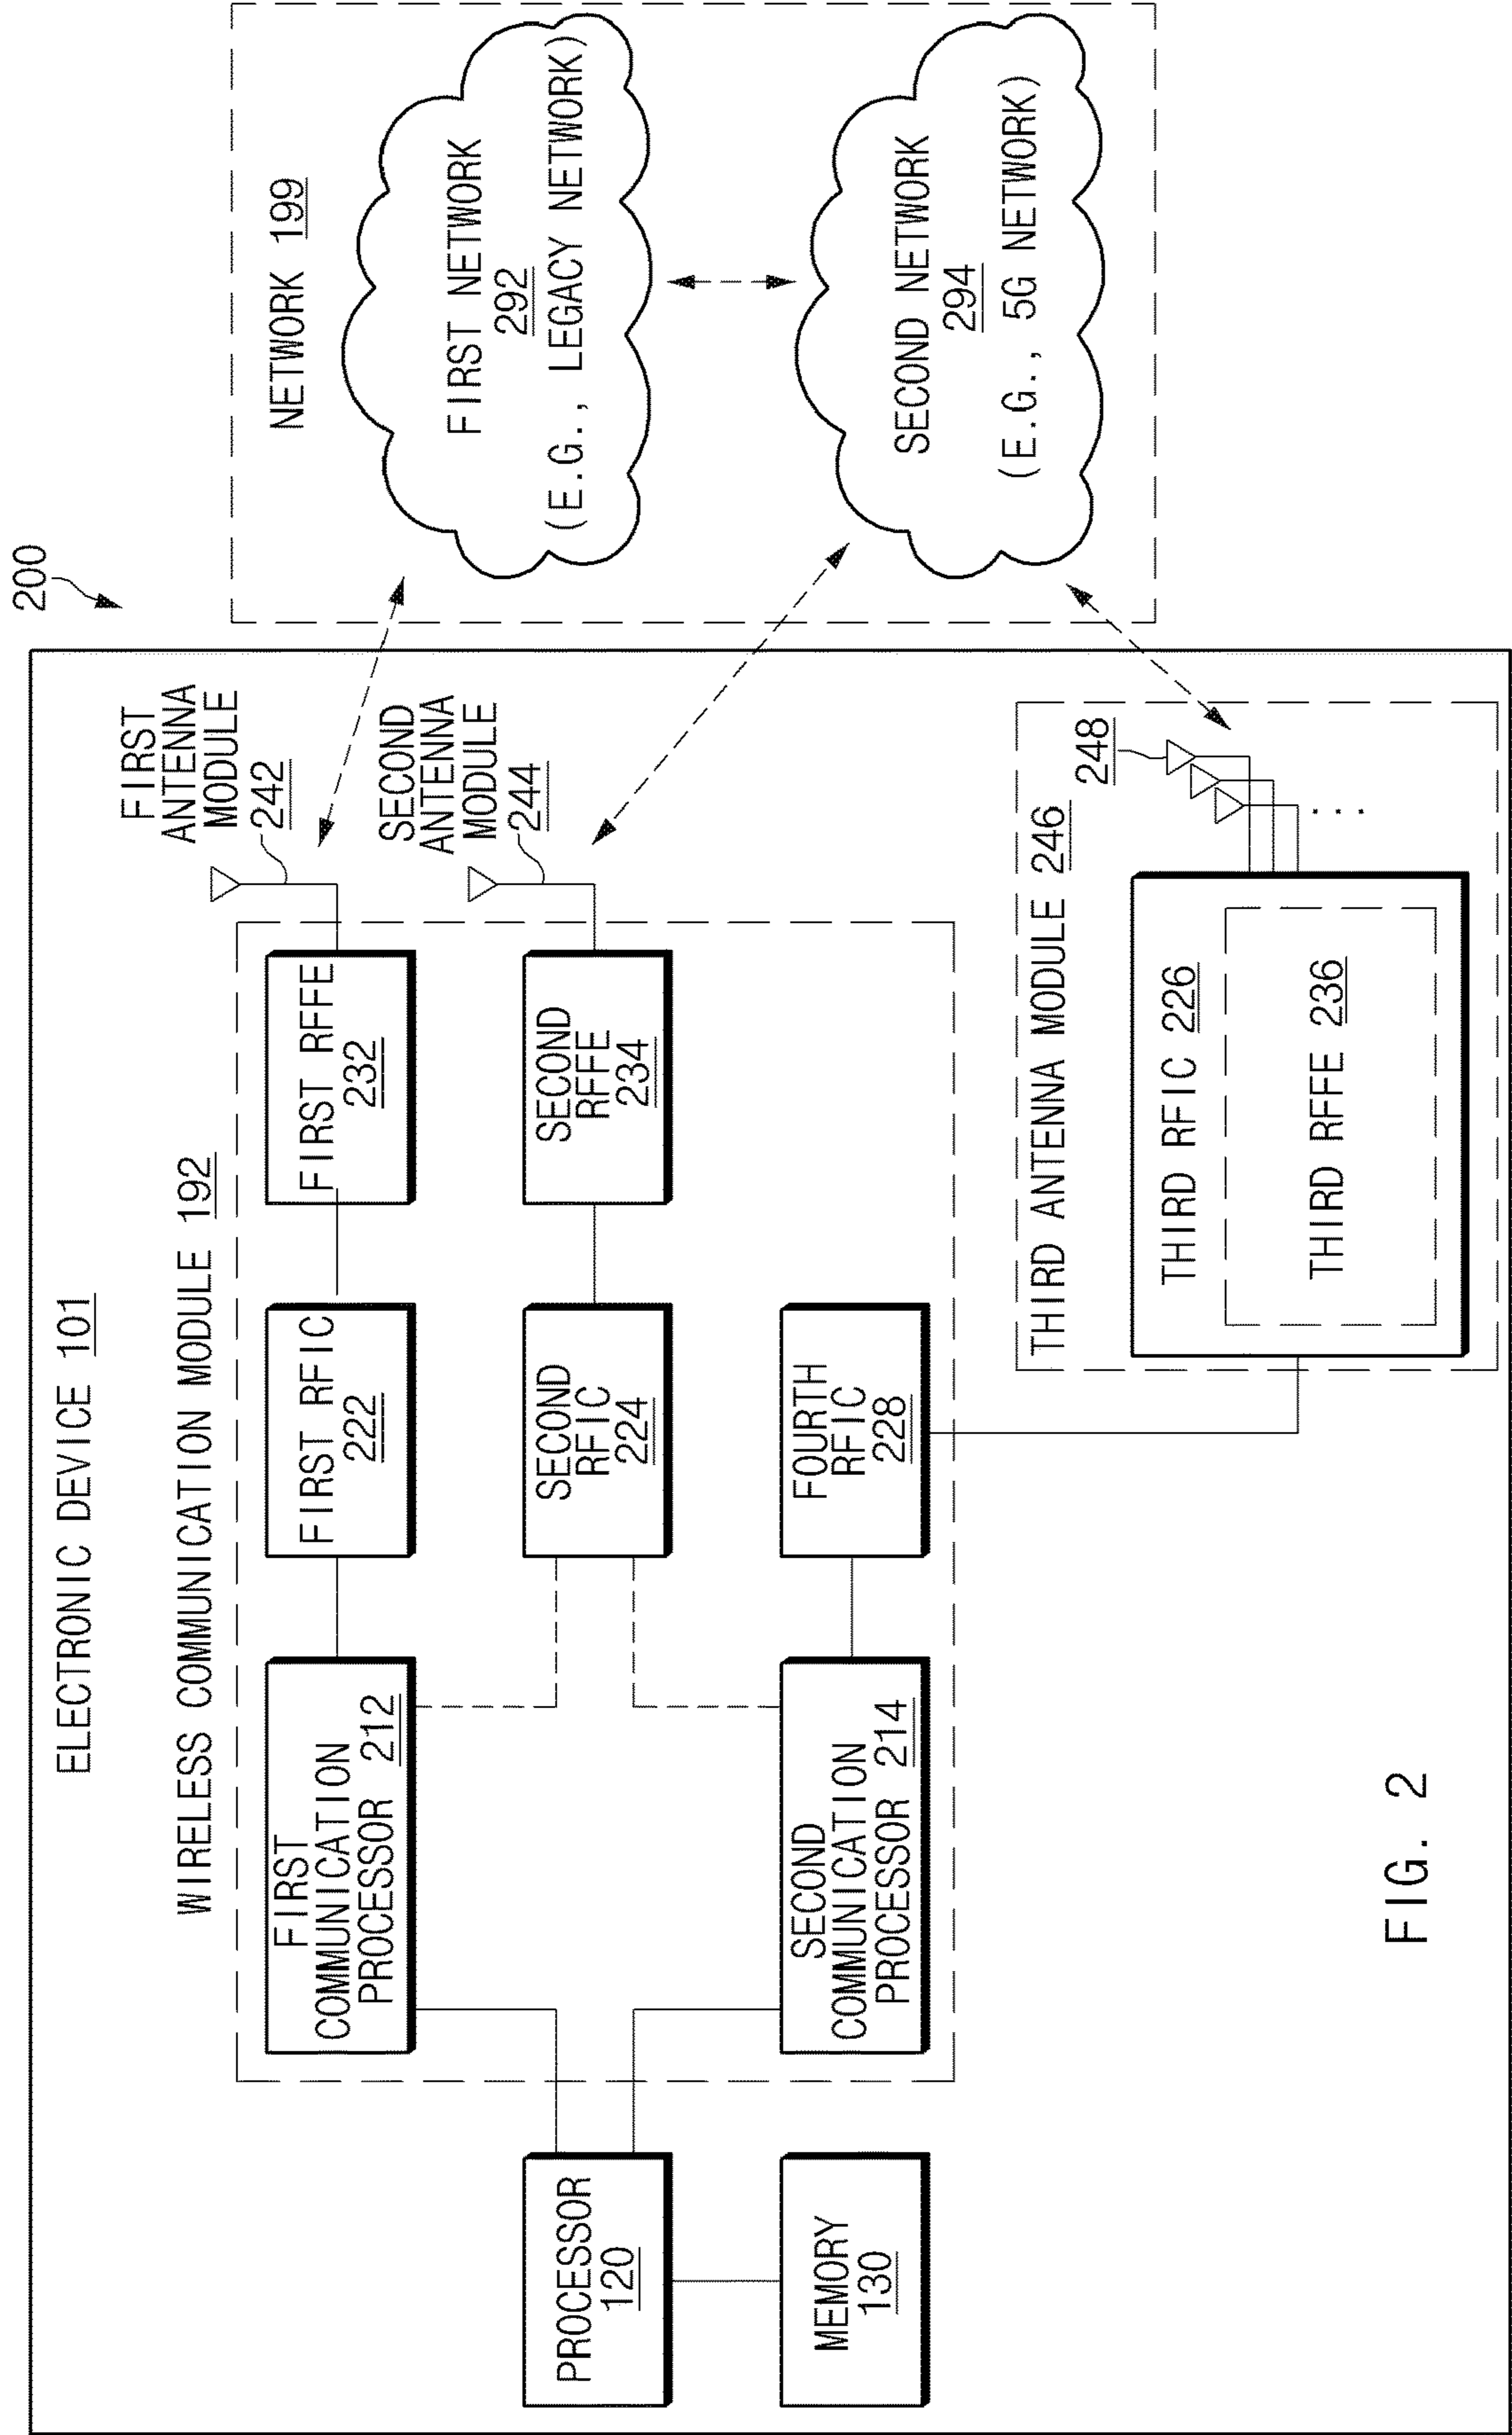 200
ELECTRONIC DEVICE 101
WIRELESS COMMUNICATION MODULE 192
PROCESSOR
120
MEMORY
130
FIRST
COMMUNICATION
PROCESSOR 212
SECOND
COMMUNICATION
PROCESSOR 214
FIRST RFIC
222
SECOND
RFIC
224
FOURTH
RFIC
228
FIRST RFFE
232
SECOND
RFFE
234
FIRST
ANTENNA
MODULE
242
SECOND
ANTENNA
MODULE
244
THIRD ANTENNA MODULE 246
248
THIRD RFIC 226
THIRD RFFE 236
...
NETWORK 199
FIRST NETWORK
292
(E.G., LEGACY NETWORK)
SECOND NETWORK
294
(E.G., 5G NETWORK)
FIG. 2